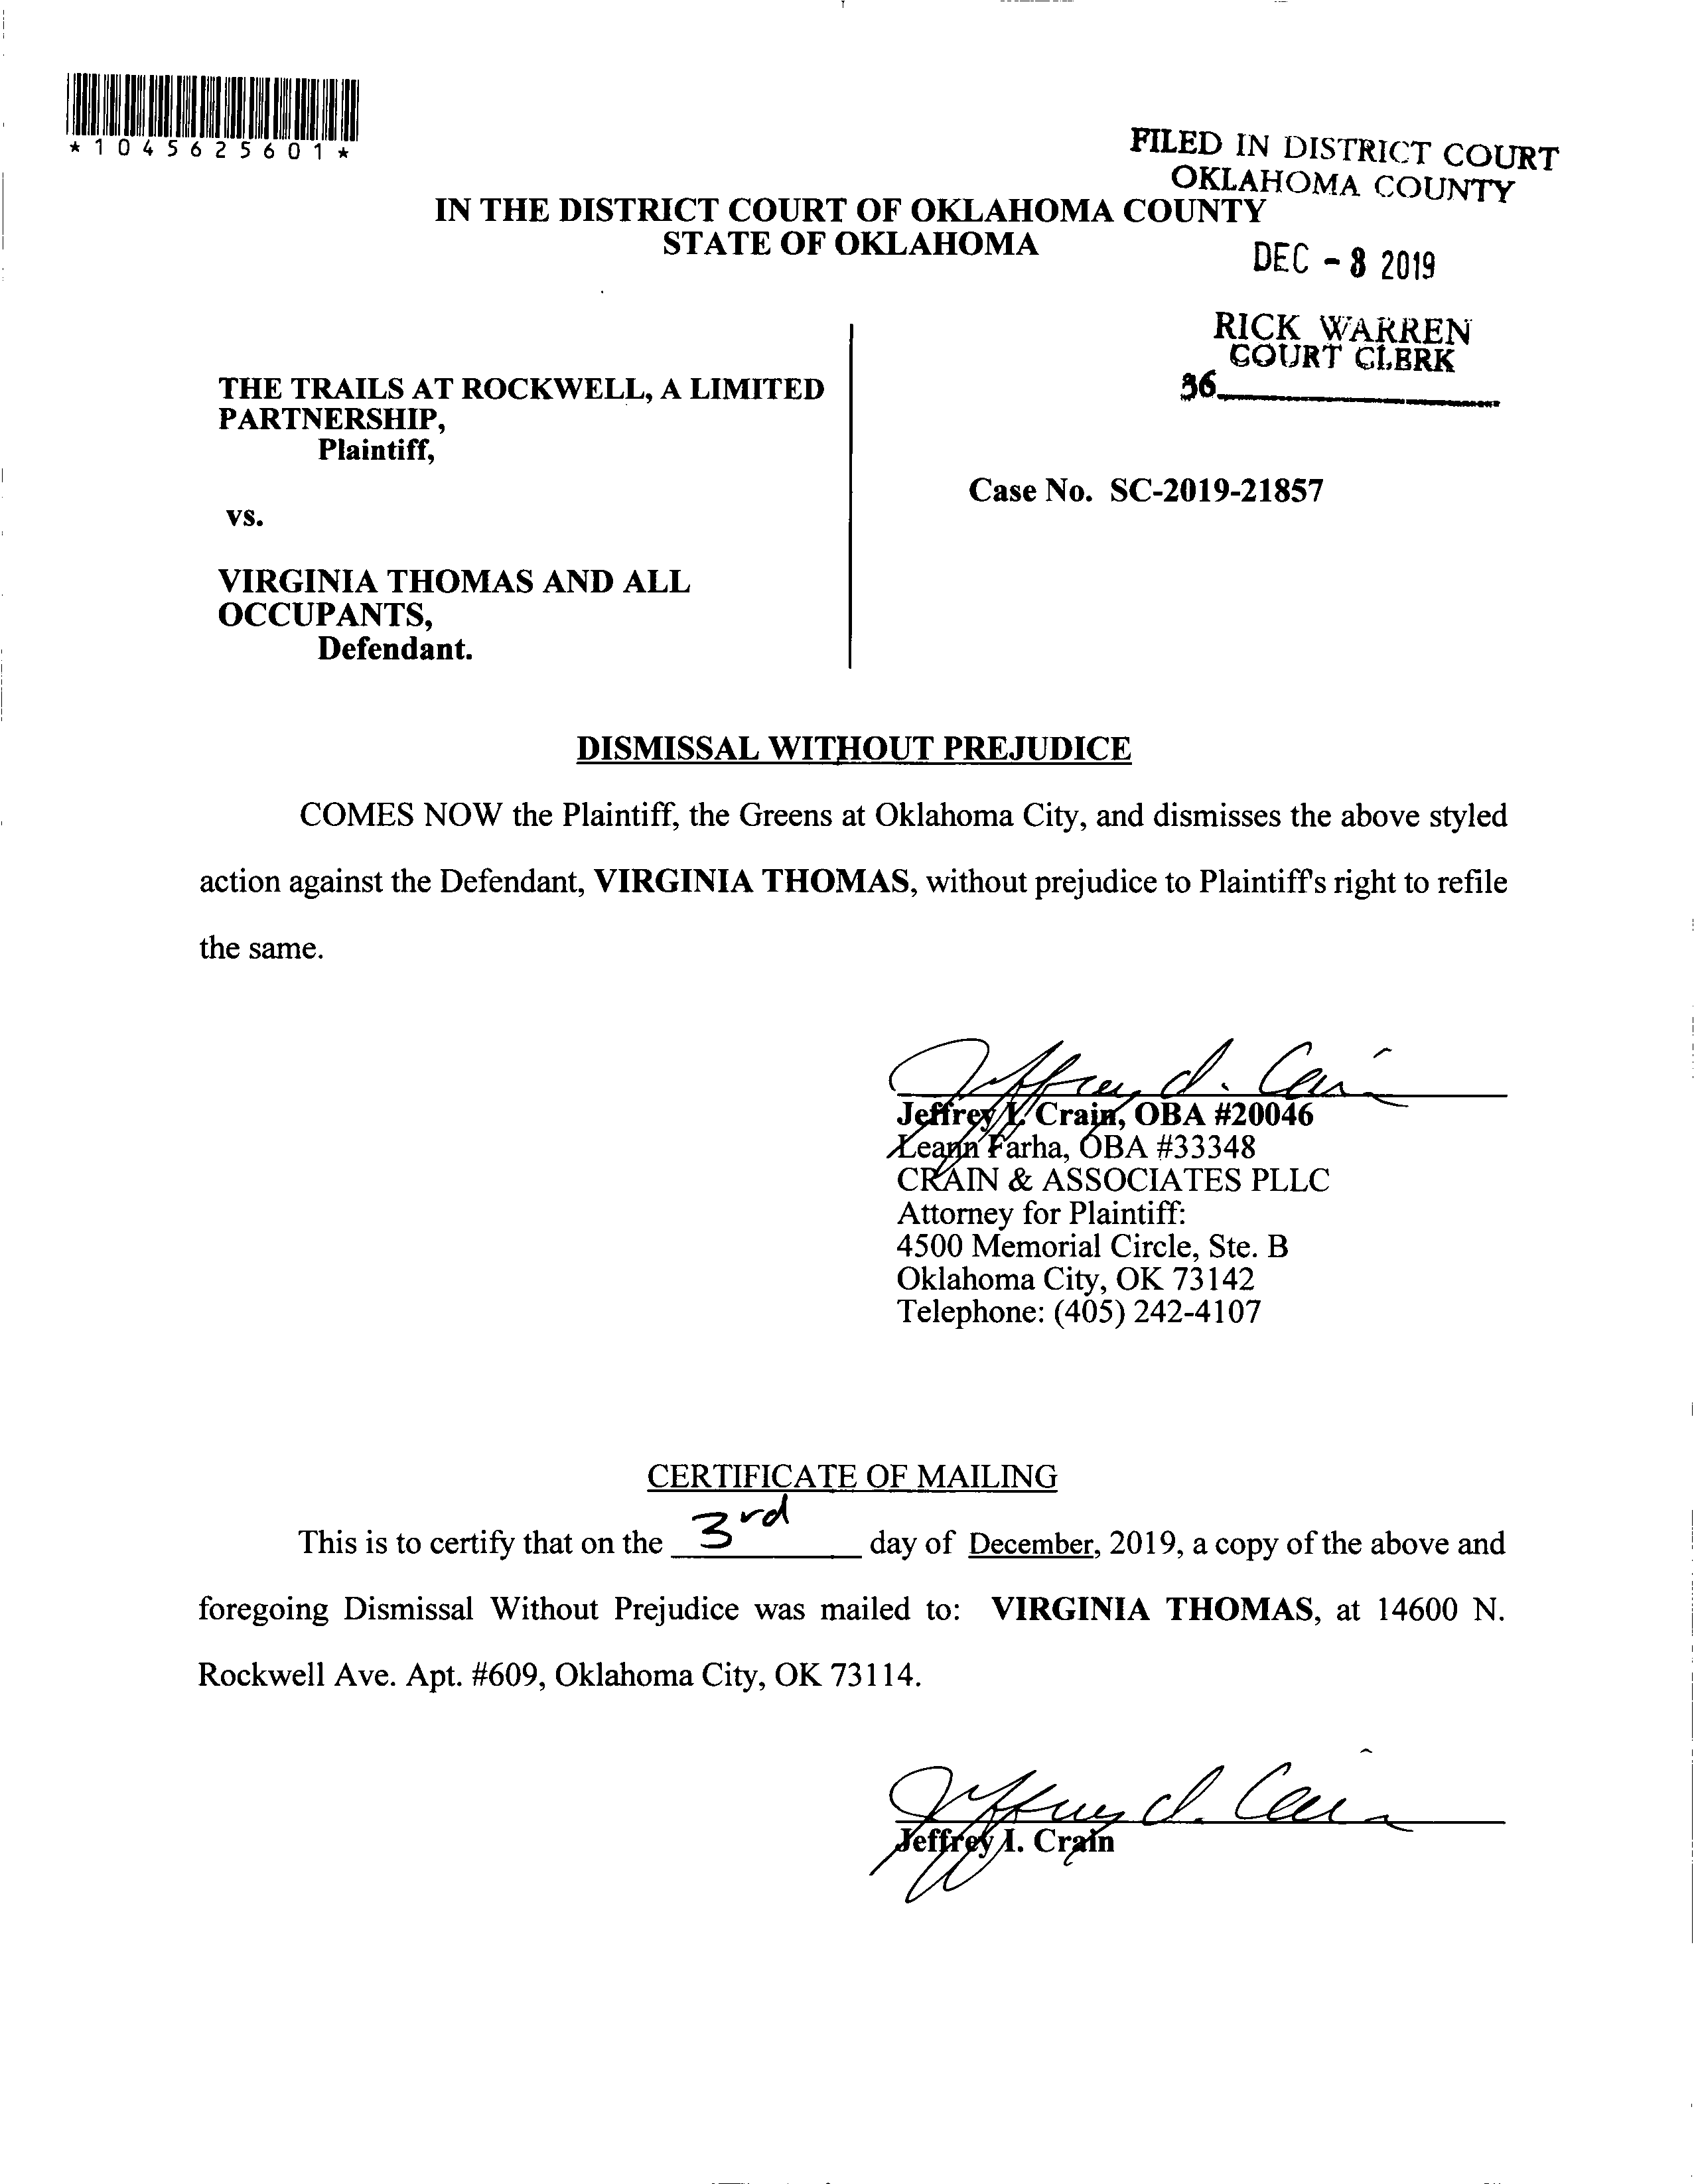 *1045625601*
FILED IN DISTRICT COURT
OKLAHOMA COUNTY
IN THE DISTRICT COURT OF OKLAHOMA COUNTY
STATE OF OKLAHOMA
DEC - 8 2019
RICK WARREN
COURT CLERK
36
THE TRAILS AT ROCKWELL, A LIMITED
PARTNERSHIP,
Plaintiff,
Case No. SC-2019-21857
vs.
VIRGINIA THOMAS AND ALL
OCCUPANTS,
Defendant.
DISMISSAL WITHOUT PREJUDICE
COMES NOW the Plaintiff, the Greens at Oklahoma City, and dismisses the above styled
action against the Defendant, VIRGINIA THOMAS, without prejudice to Plaintiff's right to refile
the same.
Jeffrey I. Crain
Jeffrey I. Crain, OBA #20046
Leann Farha, OBA #33348
CRAIN & ASSOCIATES PLLC
Attorney for Plaintiff:
4500 Memorial Circle, Ste. B
Oklahoma City, OK 73142
Telephone: (405) 242-4107
CERTIFICATE OF MAILING
This is to certify that on the 3rd day of December, 2019, a copy of the above and
foregoing Dismissal Without Prejudice was mailed to: VIRGINIA THOMAS, at 14600 N.
Rockwell Ave. Apt. #609, Oklahoma City, OK 73114.
Jeffrey I. Crain
Jeffrey I. Crain